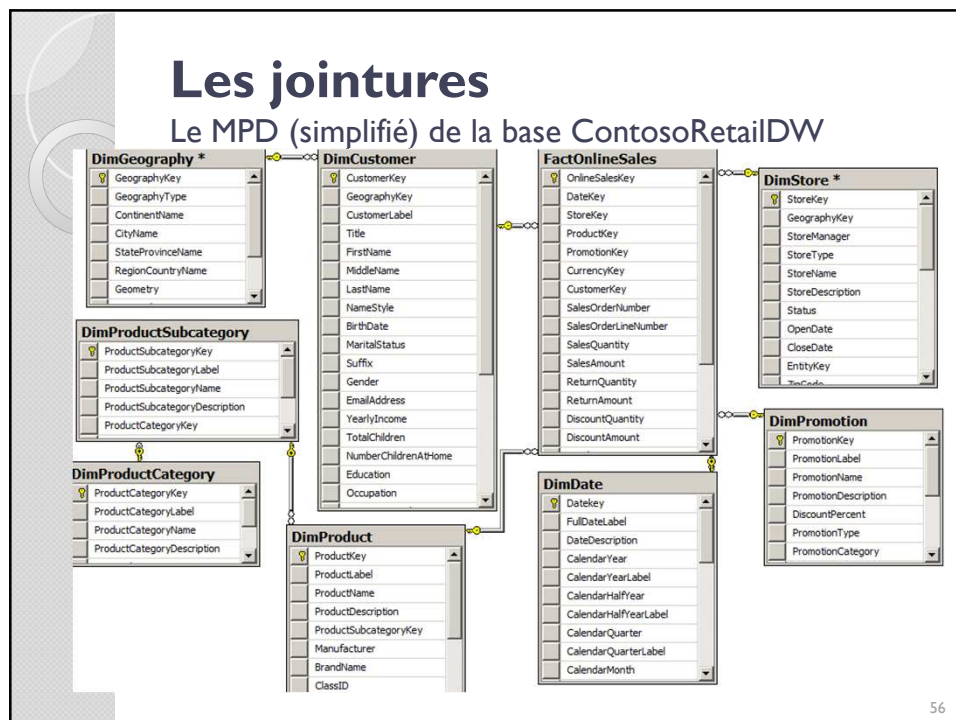 Les jointures
Le MPD (simplifié) de la base ContosoRetailDW
DimGeography *
GeographyKey
GeographyType
ContinentName
CityName
StateProvinceName
RegionCountryName
Geometry
DimCustomer
CustomerKey
GeographyKey
CustomerLabel
Title
FirstName
MiddleName
LastName
NameStyle
BirthDate
MaritalStatus
Suffix
Gender
EmailAddress
YearlyIncome
TotalChildren
NumberChildrenAtHome
Education
Occupation
FactOnlineSales
OnlineSalesKey
DateKey
StoreKey
ProductKey
PromotionKey
CurrencyKey
CustomerKey
SalesOrderNumber
SalesOrderLineNumber
SalesQuantity
SalesAmount
ReturnQuantity
ReturnAmount
DiscountQuantity
DiscountAmount
DimStore *
StoreKey
GeographyKey
StoreManager
StoreType
StoreName
StoreDescription
Status
OpenDate
CloseDate
EntityKey
DimProductSubcategory
ProductSubcategoryKey
ProductSubcategoryLabel
ProductSubcategoryName
ProductSubcategoryDescription
ProductCategoryKey
DimProductCategory
ProductCategoryKey
ProductCategoryLabel
ProductCategoryName
ProductCategoryDescription
DimProduct
ProductKey
ProductLabel
ProductName
ProductDescription
ProductSubcategoryKey
Manufacturer
BrandName
ClassID
DimDate
Datekey
FullDateLabel
DateDescription
CalendarYear
CalendarYearLabel
CalendarHalfYear
CalendarHalfYearLabel
CalendarQuarter
CalendarQuarterLabel
CalendarMonth
DimPromotion
PromotionKey
PromotionLabel
PromotionName
PromotionDescription
DiscountPercent
PromotionType
PromotionCategory
56